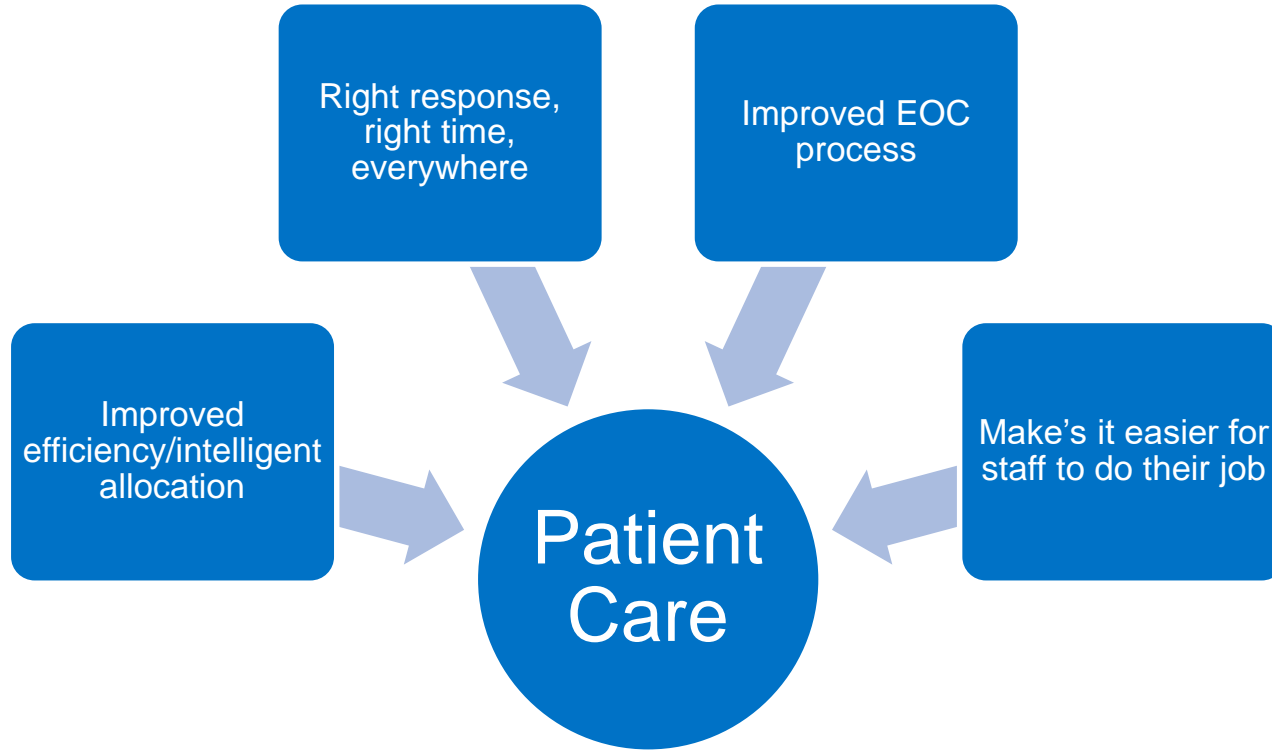 Right response,
right time,
everywhere
Improved EOC
process
Improved
efficiency/intelligent
allocation
Make’s it easier for
staff to do their job
Patient
Care